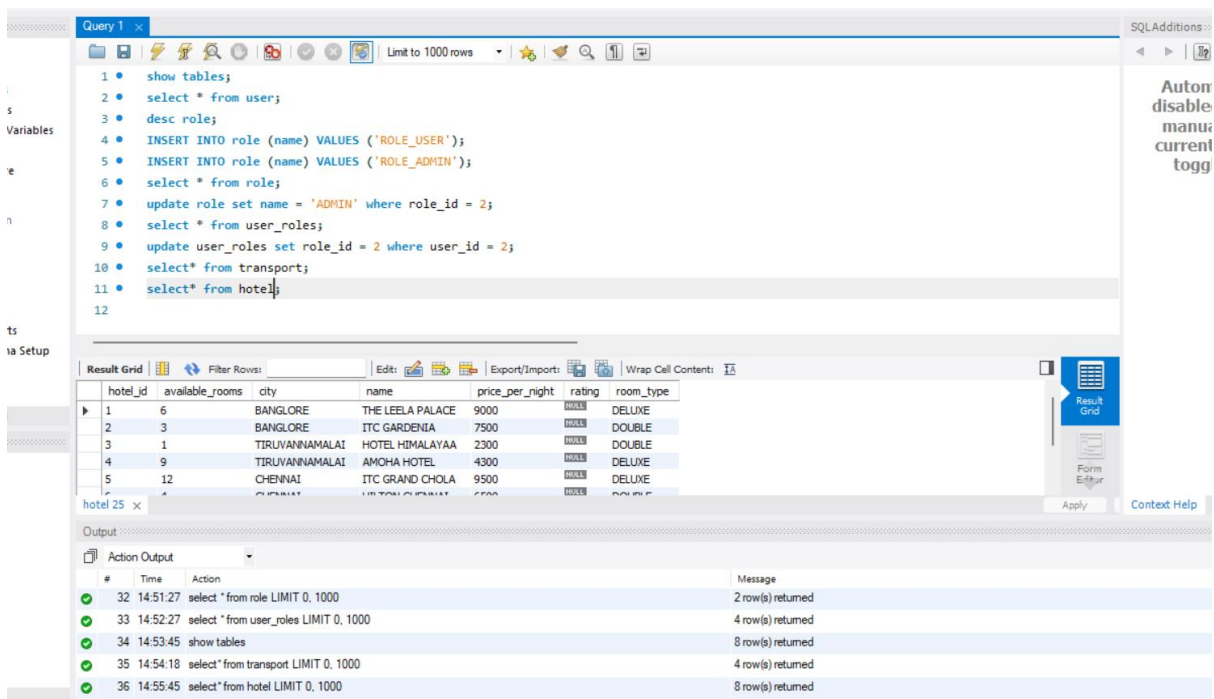 Query 1
SQLAdditions
Limit to 1000 rows
1 show tables;
2 select * from user;
3 desc role;
4 INSERT INTO role (name) VALUES ('ROLE_USER');
5 INSERT INTO role (name) VALUES ('ROLE_ADMIN');
6 select * from role;
7 update role set name = 'ADMIN' where role_id = 2;
8 select * from user_roles;
9 update user_roles set role_id = 2 where user_id = 2;
10 select* from transport;
11 select* from hotel;
12
s
Variables
e
n
ts
na Setup
Autom
disable
manua
current
toggl
Result Grid Filter Rows: Edit: Export/Import: Wrap Cell Content:
hotel_id available_rooms city name price_per_night rating room_type
1 6 BANGLORE THE LEELA PALACE 9000 NULL DELUXE
2 3 BANGLORE ITC GARDENIA 7500 NULL DOUBLE
3 1 TIRUVANNAMALAI HOTEL HIMALAYAA 2300 NULL DOUBLE
4 9 TIRUVANNAMALAI AMOHA HOTEL 4300 NULL DELUXE
5 12 CHENNAI ITC GRAND CHOLA 9500 NULL DELUXE
CHENNAI HILTON CHENNAI NULL DOUBLE
Result
Grid
Form
Editor
hotel 25
Apply
Context Help
Output
Action Output
# Time Action Message
32 14:51:27 select * from role LIMIT 0, 1000 2 row(s) returned
33 14:52:27 select * from user_roles LIMIT 0, 1000 4 row(s) returned
34 14:53:45 show tables 8 row(s) returned
35 14:54:18 select* from transport LIMIT 0, 1000 4 row(s) returned
36 14:55:45 select* from hotel LIMIT 0, 1000 8 row(s) returned